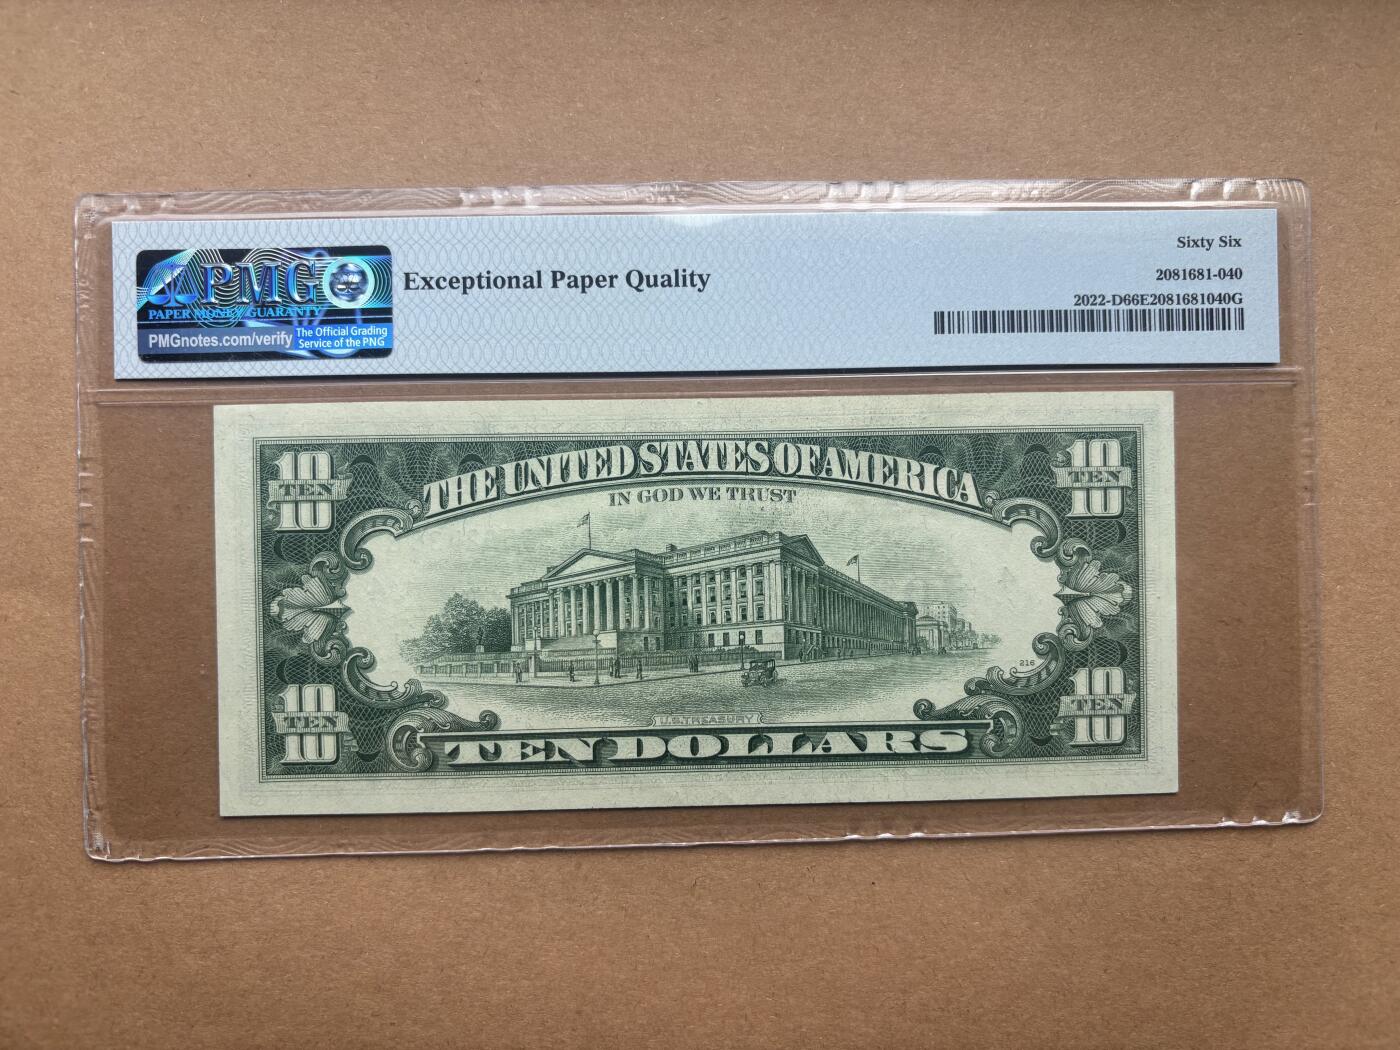 PMG
PAPER MONEY GUARANTY
PMGnotes.com/verify
The Official Grading
Service of the PNG
Exceptional Paper Quality
Sixty Six
2081681-040
2022-D66E2081681040G
10
TEN
10
THE UNITED STATES OF AMERICA
10
TEN
10
IN GOD WE TRUST
216
10
TEN
10
U.S. TREASURY
TEN DOLLARS
10
TEN
10